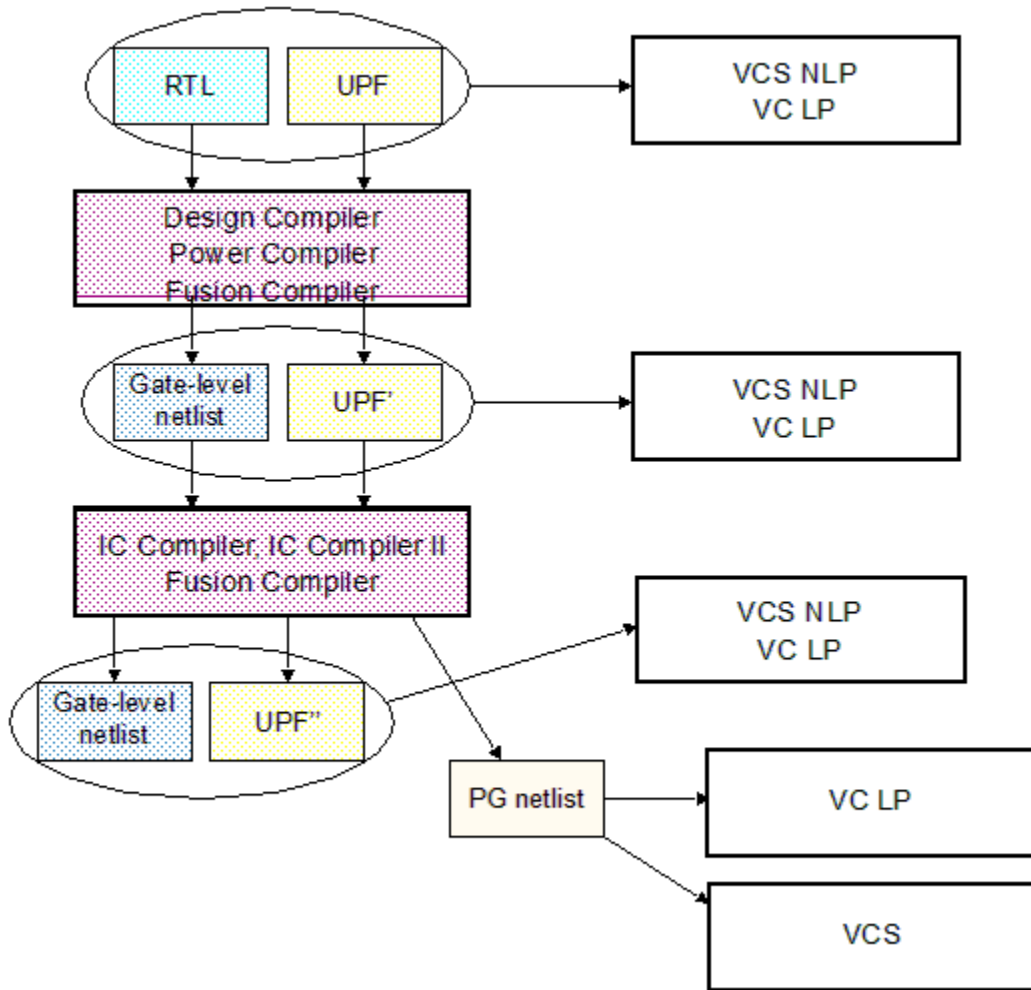 RTL
UPF
VCS NLP
VC LP
Design Compiler
Power Compiler
Fusion Compiler
Gate-level
netlist
UPF'
VCS NLP
VC LP
IC Compiler, IC Compiler II
Fusion Compiler
VCS NLP
VC LP
Gate-level
netlist
UPF"
PG netlist
VC LP
VCS